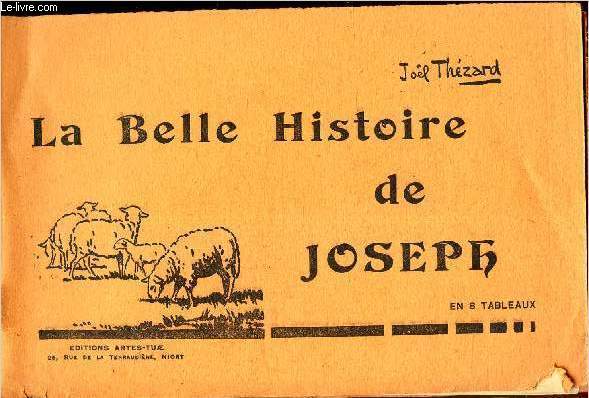 Le-livre.com
Joël Thézard
La Belle Histoire
de
JOSEPH
EN 8 TABLEAUX
EDITIONS ARTES-TUÆ
26, RUE DE LA TERRAUDIÈRE, NIORT